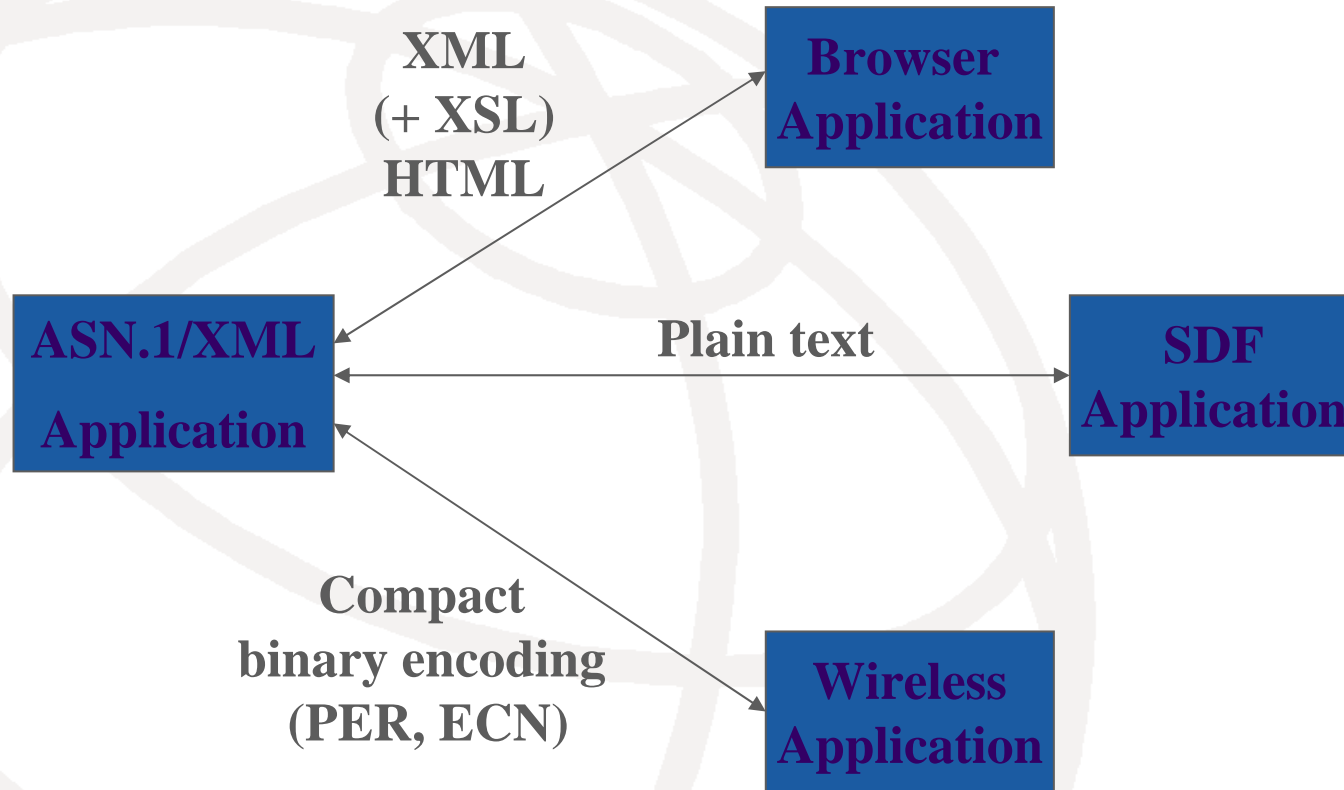 XML
(+ XSL)
HTML
Browser
Application
ASN.1/XML
Application
Plain text
SDF
Application
Compact
binary encoding
(PER, ECN)
Wireless
Application